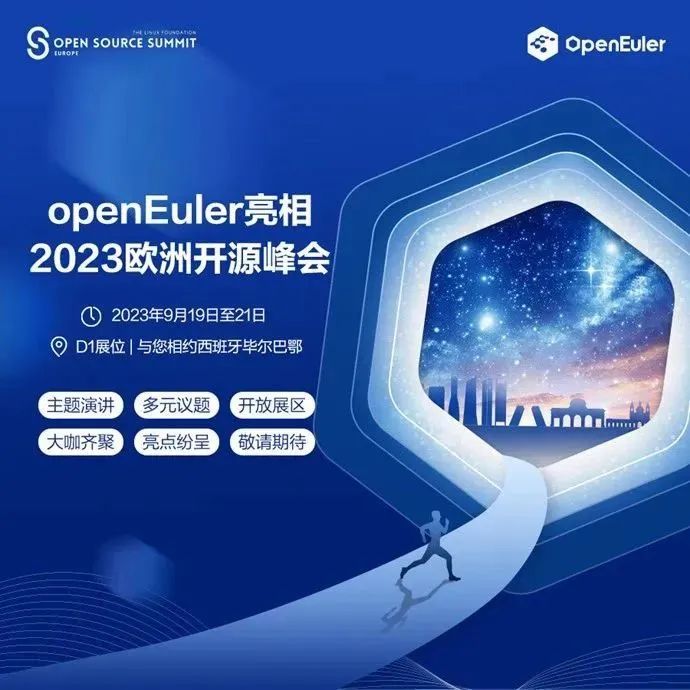 THE LINUX FOUNDATION
OPEN SOURCE SUMMIT
EUROPE
OpenEuler
openEuler亮相
2023欧洲开源峰会
2023年9月19日至21日
D1展位 | 与您相约西班牙毕尔巴鄂
主题演讲 多元议题 开放展区
大咖齐聚 亮点纷呈 敬请期待